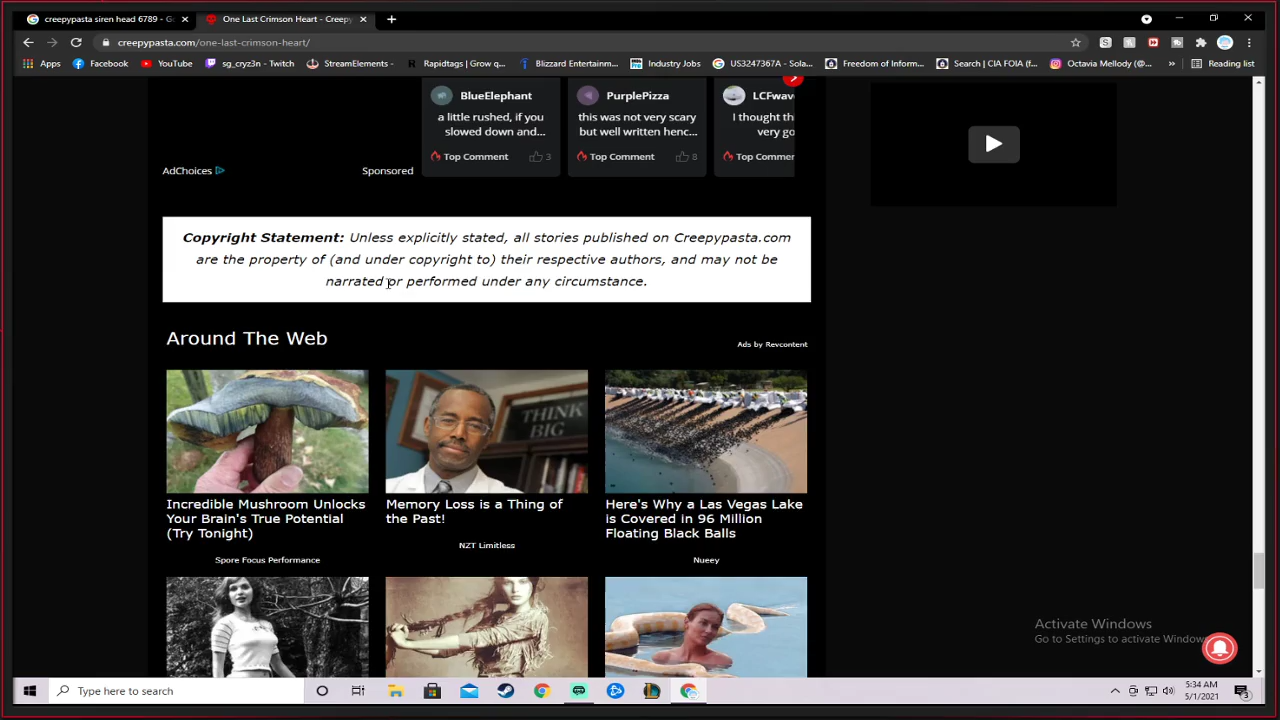 creepypasta siren head 6789 - G
One Last Crimson Heart - Creepy
creepypasta.com/one-last-crimson-heart/
Apps
Facebook
YouTube
sg_cryz3n - Twitch
StreamElements -
Rapidtags | Grow q...
Blizzard Entertainm...
Industry Jobs
US3247367A - Sola...
Freedom of Inform...
Search | CIA FOIA (f...
Octavia Mellody (@...
»
Reading list
BlueElephant
a little rushed, if you
slowed down and...
Top Comment
3
PurplePizza
this was not very scary
but well written henc...
Top Comment
8
LCFwav
I thought th
very go
Top Commer
AdChoices
Sponsored
Copyright Statement: Unless explicitly stated, all stories published on Creepypasta.com
are the property of (and under copyright to) their respective authors, and may not be
narrated or performed under any circumstance.
Around The Web
Ads by Revcontent
THINK
BIG
Incredible Mushroom Unlocks
Your Brain's True Potential
(Try Tonight)
Spore Focus Performance
Memory Loss is a Thing of
the Past!
NZT Limitless
Here's Why a Las Vegas Lake
is Covered in 96 Million
Floating Black Balls
Nueey
Activate Windows
Go to Settings to activate Windows
Type here to search
5:34 AM
5/1/2021
3